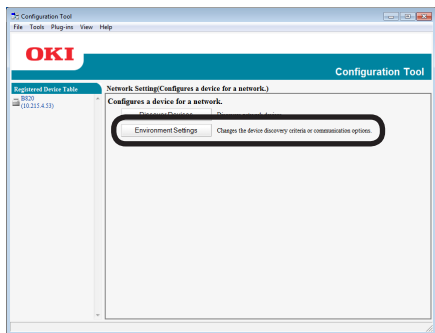 Configuration Tool
File Tools Plug-ins View Help
OKI
Configuration Tool
Registered Device Table
B820
(10.215.4.53)
Network Setting(Configures a device for a network.)
Configures a device for a network.
Environment Settings Changes the device discovery criteria or communication options.